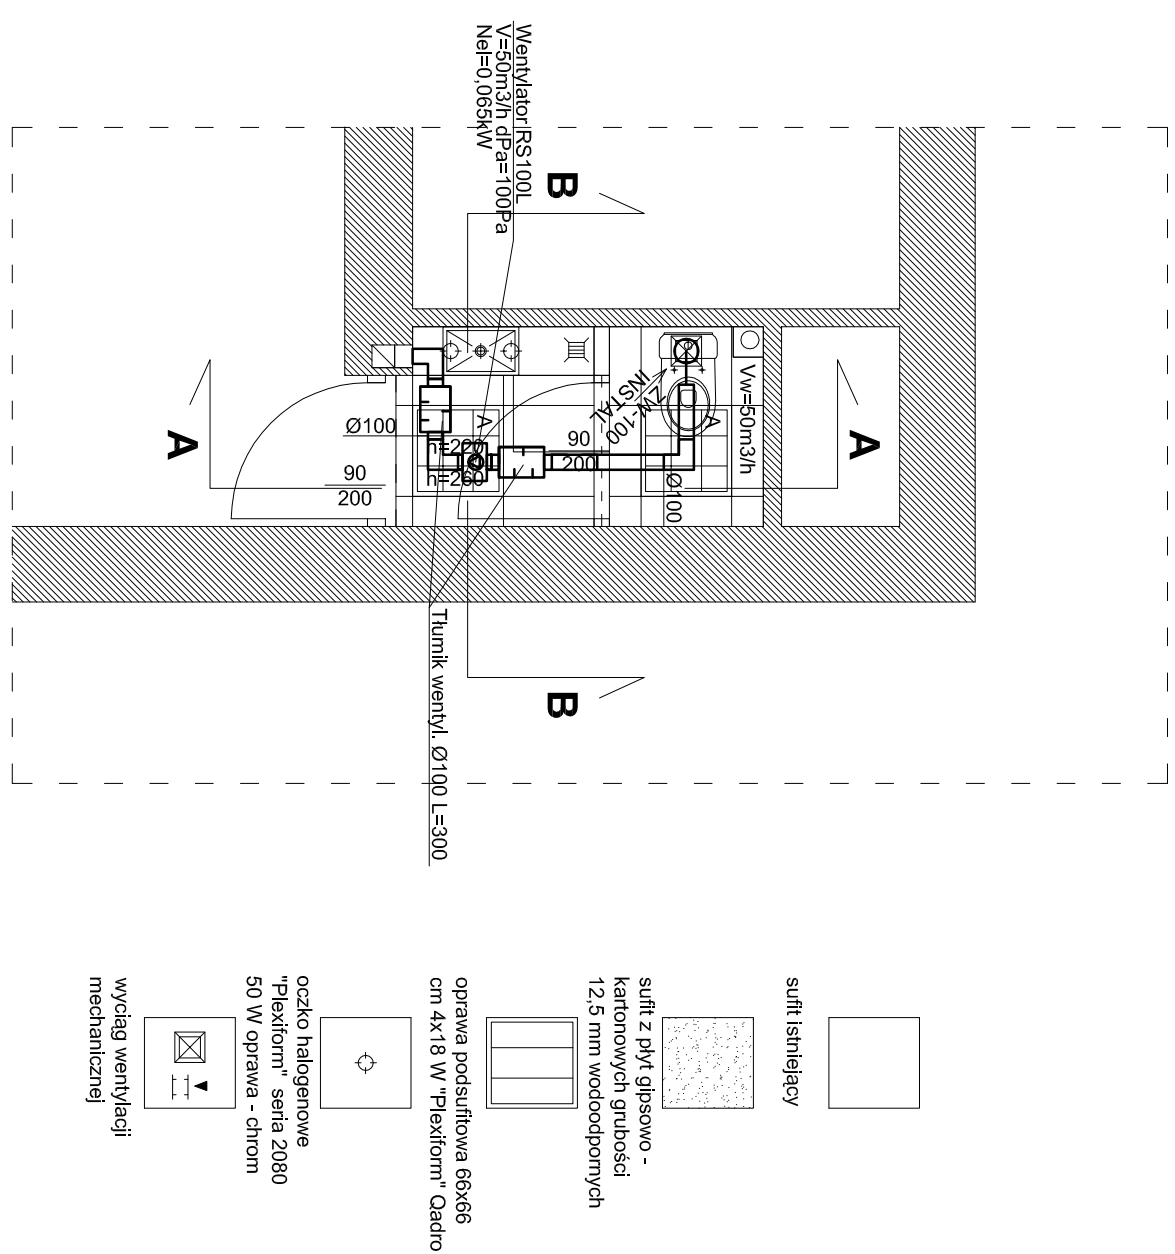 Wentylator RS100L
V=50m3/h dPa=100Pa
Nel=0,065kW
B
A
A
B
Vw=50m3/h
ZW-100
INSTAL
A
A
Ø100
Ø100
90
200
90
200
h=220
h=260
Tłumik wentyl. Ø100 L=300
sufit istniejący
sufit z płyt gipsowo -
kartonowych grubości
12,5 mm wodoodpornych
oprawa podsufitowa 66x66
cm 4x18 W "Plexiform" Qadro
oczko halogenowe
"Plexiform" seria 2080
50 W oprawa - chrom
wyciąg wentylacji
mechanicznej